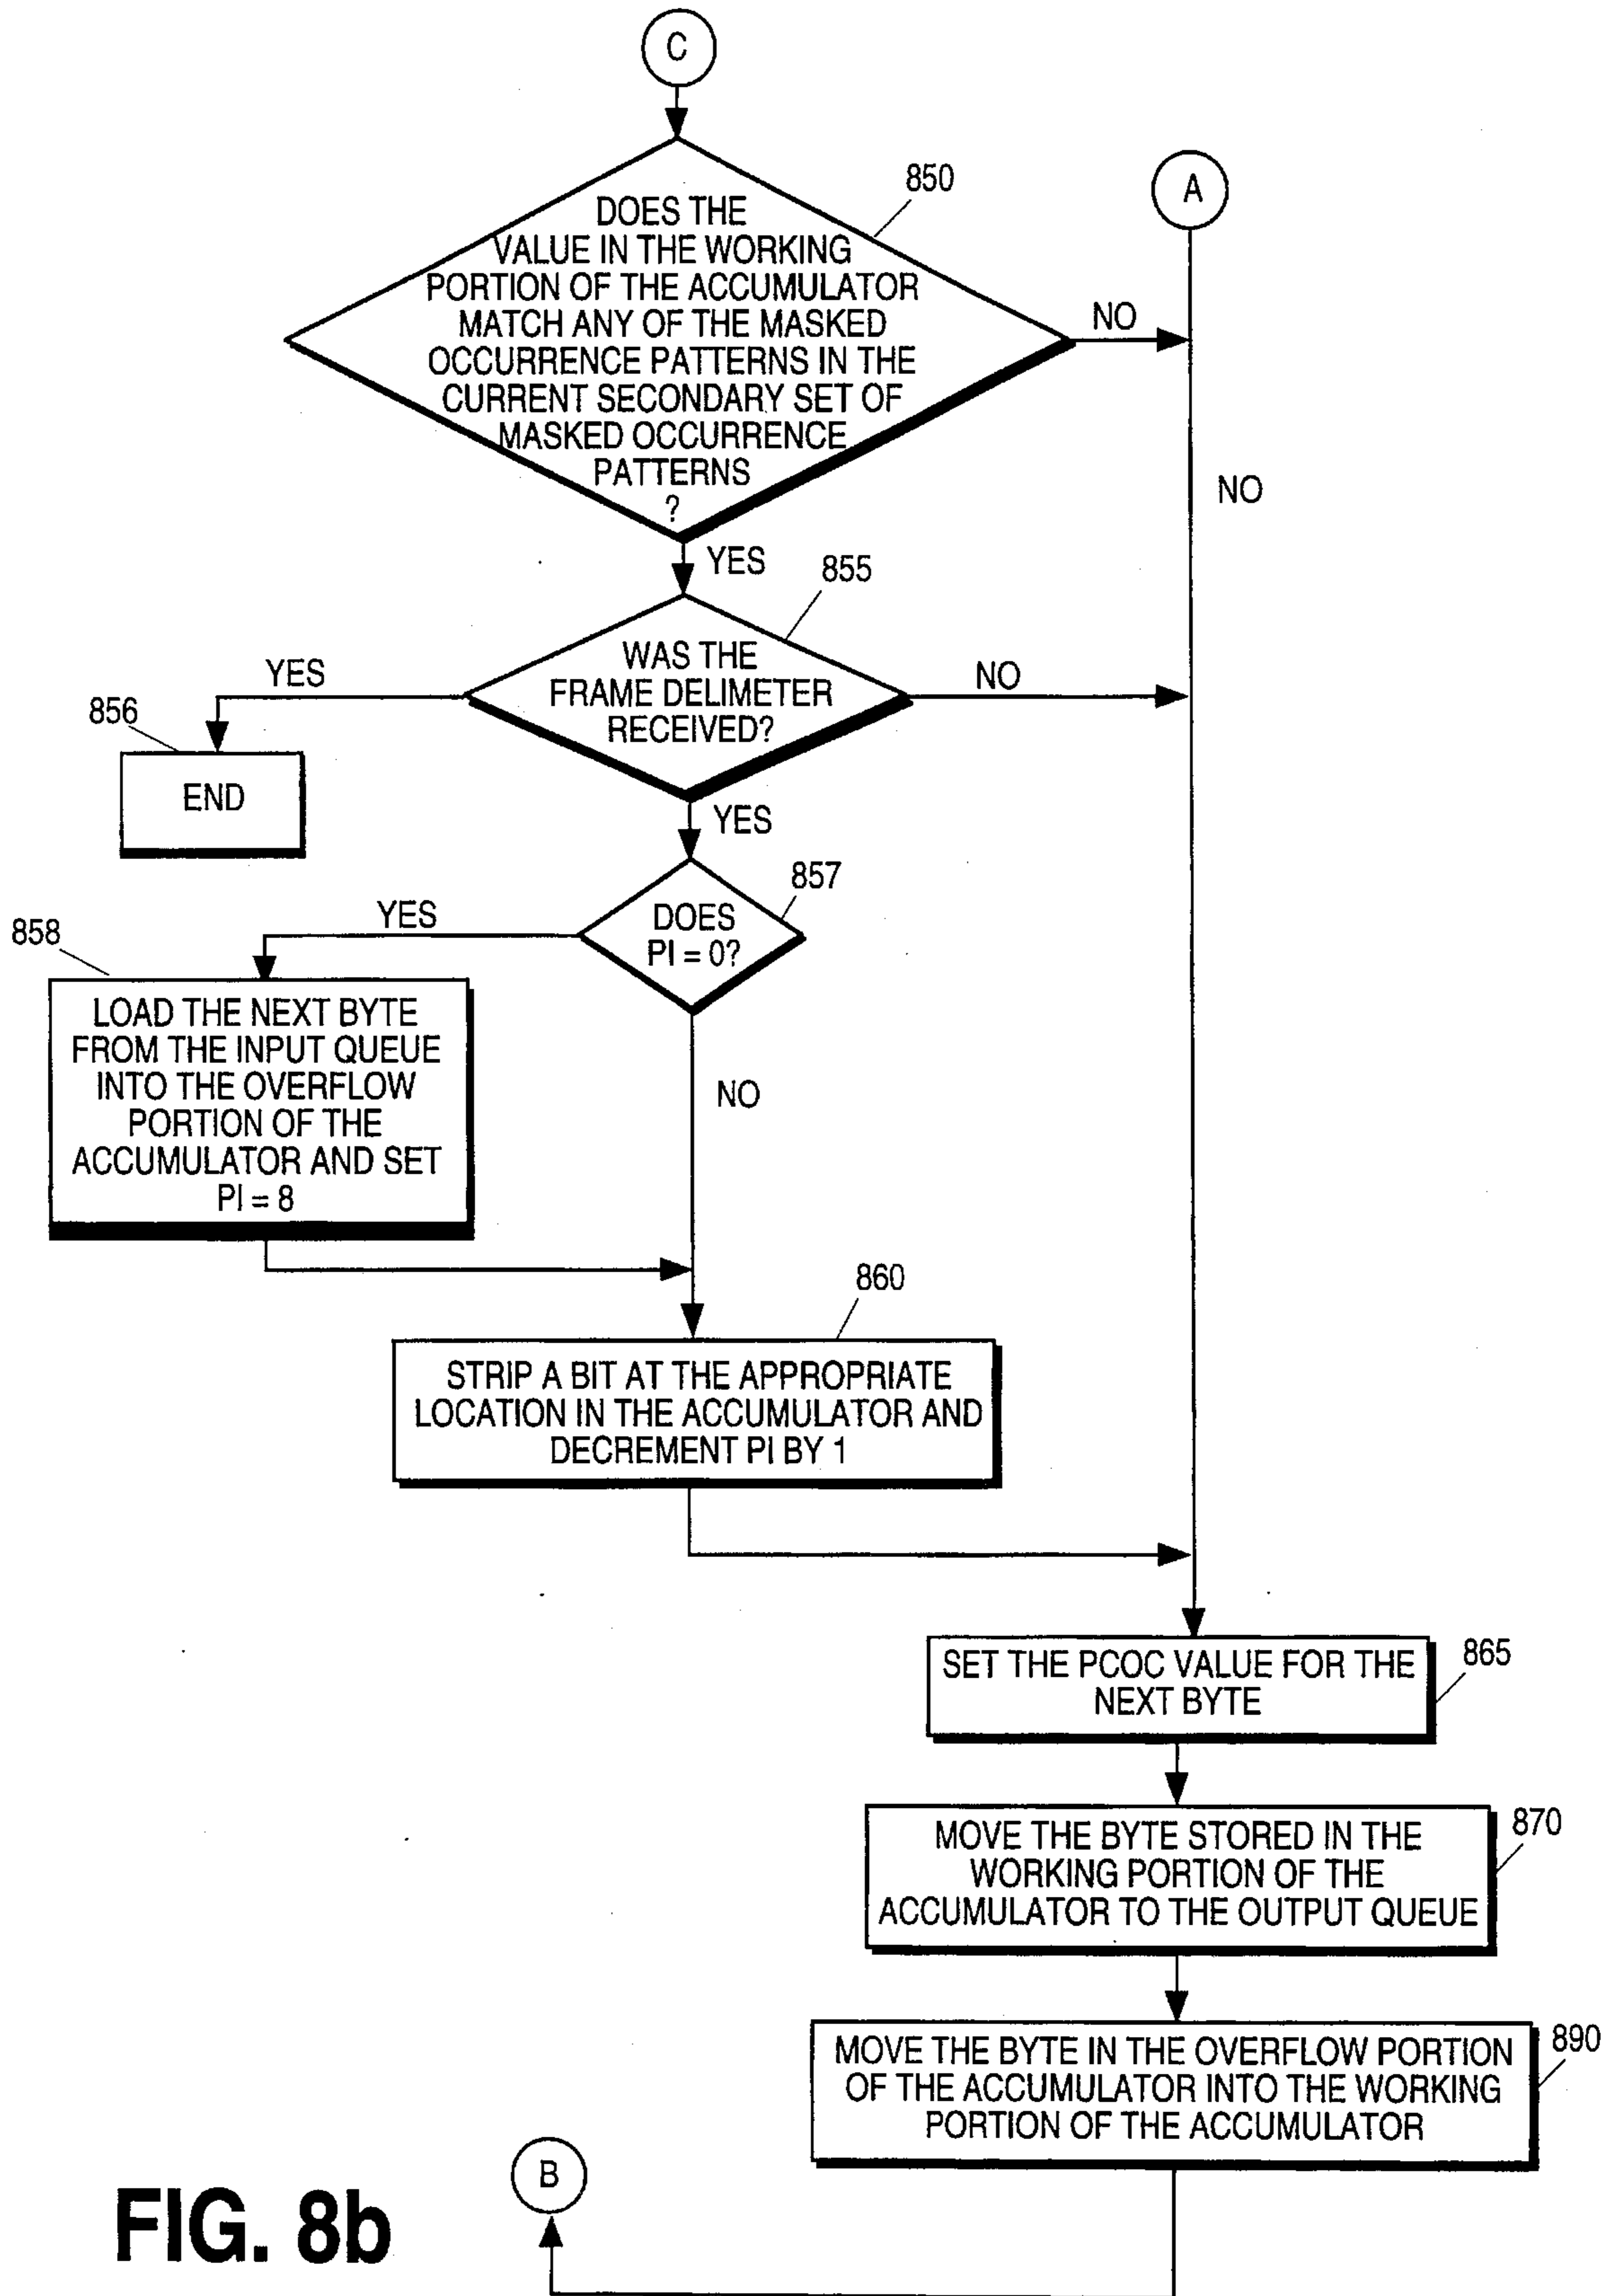 C
850
A
DOES THE
VALUE IN THE WORKING
PORTION OF THE ACCUMULATOR
MATCH ANY OF THE MASKED
OCCURRENCE PATTERNS IN THE
CURRENT SECONDARY SET OF
MASKED OCCURRENCE
PATTERNS
?
NO
NO
YES
855
WAS THE
FRAME DELIMETER
RECEIVED?
YES
NO
856
END
YES
857
DOES
PI = 0?
YES
858
LOAD THE NEXT BYTE
FROM THE INPUT QUEUE
INTO THE OVERFLOW
PORTION OF THE
ACCUMULATOR AND SET
PI = 8
NO
860
STRIP A BIT AT THE APPROPRIATE
LOCATION IN THE ACCUMULATOR AND
DECREMENT PI BY 1
SET THE PCOC VALUE FOR THE
NEXT BYTE
865
MOVE THE BYTE STORED IN THE
WORKING PORTION OF THE
ACCUMULATOR TO THE OUTPUT QUEUE
870
MOVE THE BYTE IN THE OVERFLOW PORTION
OF THE ACCUMULATOR INTO THE WORKING
PORTION OF THE ACCUMULATOR
890
B
FIG. 8b